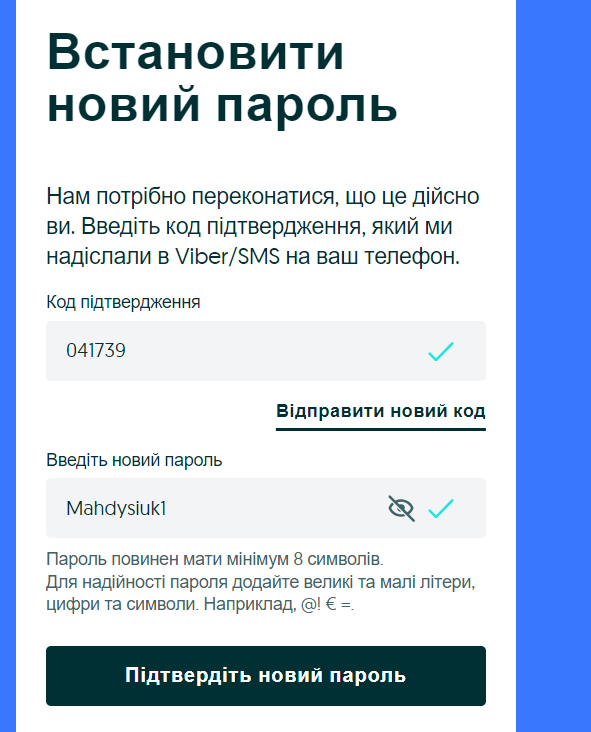 Встановити
новий пароль
Нам потрібно переконатися, що це дійсно
ви. Введіть код підтвердження, який ми
надіслали в Viber/SMS на ваш телефон.
Код підтвердження
041739
Відправити новий код
Введіть новий пароль
Mahdysiuk1
Пароль повинен мати мінімум 8 символів.
Для надійності пароля додайте великі та малі літери,
цифри та символи. Наприклад, @! € =.
Підтвердіть новий пароль